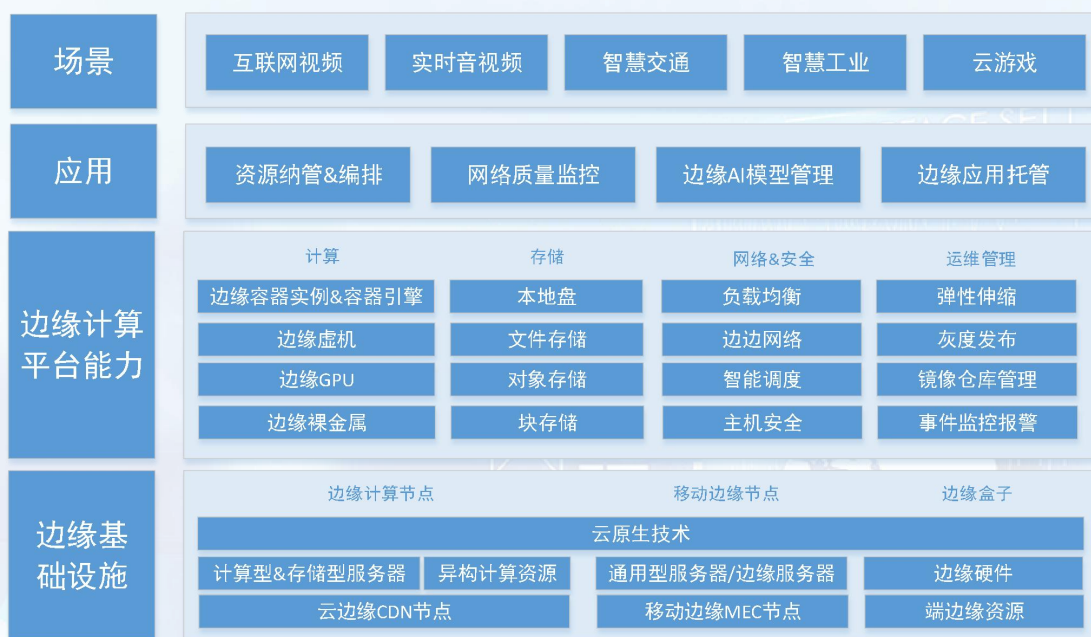 场景
互联网视频
实时音视频
智慧交通
智慧工业
云游戏
应用
资源纳管&编排
网络质量监控
边缘AI模型管理
边缘应用托管
边缘计算
平台能力
计算
存储
网络&安全
运维管理
边缘容器实例&容器引擎
本地盘
负载均衡
弹性伸缩
边缘虚机
文件存储
边边网络
灰度发布
边缘GPU
对象存储
智能调度
镜像仓库管理
边缘裸金属
块存储
主机安全
事件监控报警
边缘基
础设施
边缘计算节点
移动边缘节点
边缘盒子
云原生技术
计算型&存储型服务器
异构计算资源
通用型服务器/边缘服务器
边缘硬件
云边缘CDN节点
移动边缘MEC节点
端边缘资源